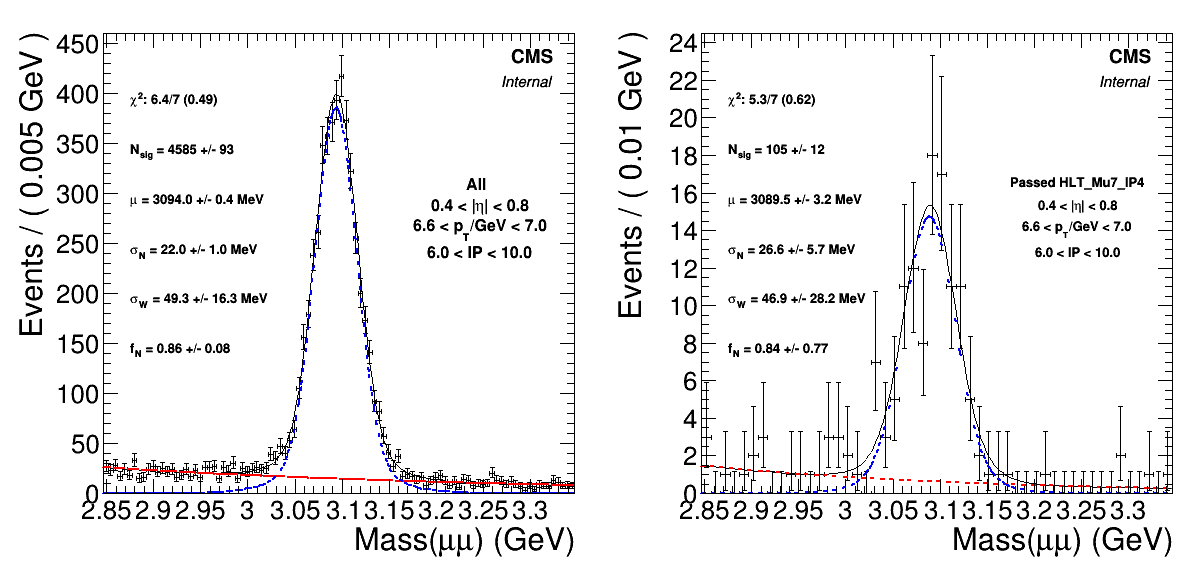 CMS
Internal
χ²: 6.4/7 (0.49)
N_sig = 4585 +/- 93
μ = 3094.0 +/- 0.4 MeV
σ_N = 22.0 +/- 1.0 MeV
σ_W = 49.3 +/- 16.3 MeV
f_N = 0.86 +/- 0.08
All
0.4 < |η| < 0.8
6.6 < p_T/GeV < 7.0
6.0 < IP < 10.0
Events / ( 0.005 GeV )
450
400
350
300
250
200
150
100
50
0
2.85 2.9 2.95 3 3.05 3.1 3.15 3.2 3.25 3.3
Mass(μμ) (GeV)
CMS
Internal
χ²: 5.3/7 (0.62)
N_sig = 105 +/- 12
μ = 3089.5 +/- 3.2 MeV
σ_N = 26.6 +/- 5.7 MeV
σ_W = 46.9 +/- 28.2 MeV
f_N = 0.84 +/- 0.77
Passed HLT_Mu7_IP4
0.4 < |η| < 0.8
6.6 < p_T/GeV < 7.0
6.0 < IP < 10.0
Events / ( 0.01 GeV )
24
22
20
18
16
14
12
10
8
6
4
2
0
2.85 2.9 2.95 3 3.05 3.1 3.15 3.2 3.25 3.3
Mass(μμ) (GeV)